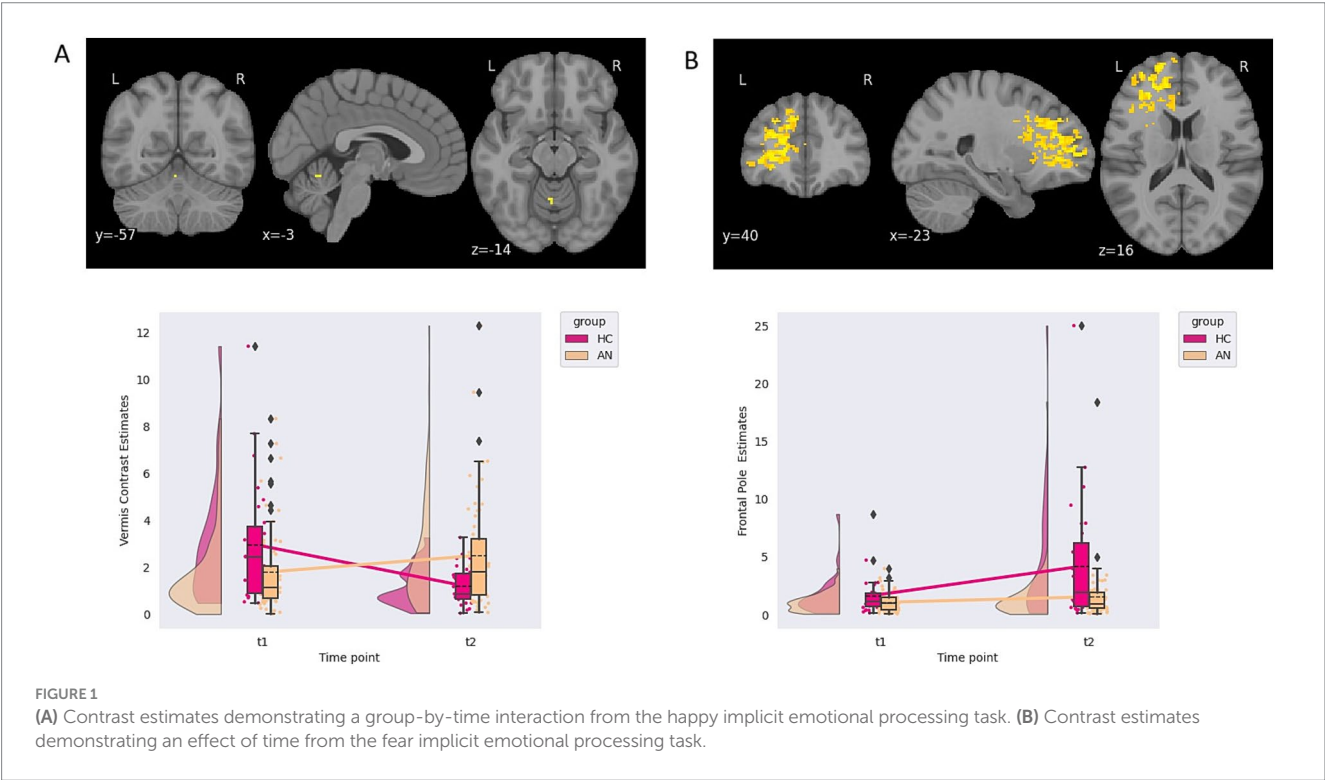 A
L
R
L
R
y=-57
x=-3
z=-14
B
L
R
L
R
y=40
x=-23
z=16
12
10
8
6
4
2
0
Vermis Contrast Estimates
t1
t2
Time point
group
HC
AN
25
20
15
10
5
0
Frontal Pole Estimates
t1
t2
Time point
group
HC
AN
FIGURE 1
(A) Contrast estimates demonstrating a group-by-time interaction from the happy implicit emotional processing task. (B) Contrast estimates
demonstrating an effect of time from the fear implicit emotional processing task.